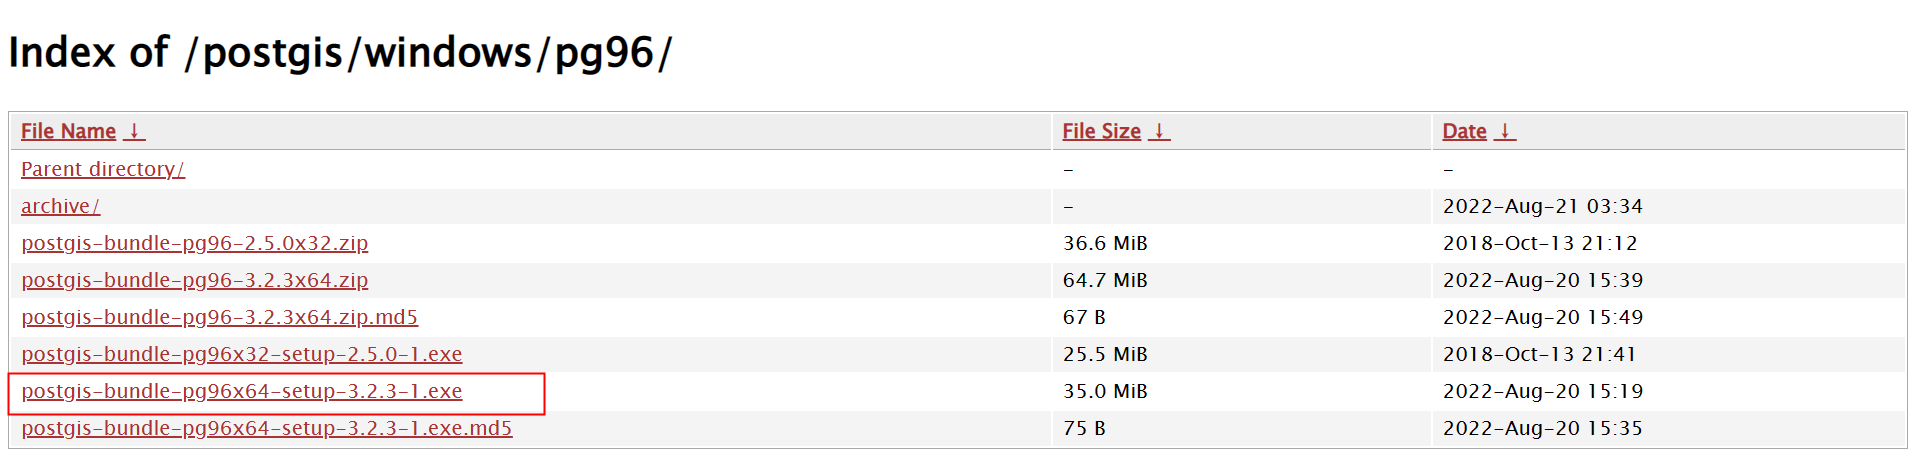 Index of /postgis/windows/pg96/
File Name ↓ File Size ↓ Date ↓
Parent directory/ - -
archive/ - 2022-Aug-21 03:34
postgis-bundle-pg96-2.5.0x32.zip 36.6 MiB 2018-Oct-13 21:12
postgis-bundle-pg96-3.2.3x64.zip 64.7 MiB 2022-Aug-20 15:39
postgis-bundle-pg96-3.2.3x64.zip.md5 67 B 2022-Aug-20 15:49
postgis-bundle-pg96x32-setup-2.5.0-1.exe 25.5 MiB 2018-Oct-13 21:41
postgis-bundle-pg96x64-setup-3.2.3-1.exe 35.0 MiB 2022-Aug-20 15:19
postgis-bundle-pg96x64-setup-3.2.3-1.exe.md5 75 B 2022-Aug-20 15:35